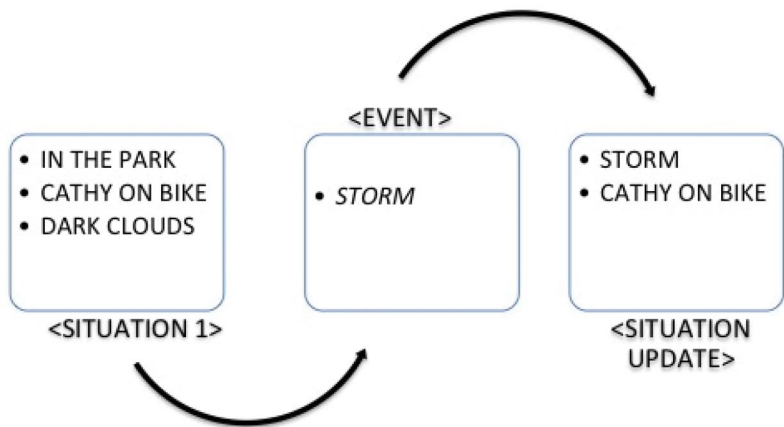 • IN THE PARK
• CATHY ON BIKE
• DARK CLOUDS
<SITUATION 1>
<EVENT>
• STORM
• STORM
• CATHY ON BIKE
<SITUATION
UPDATE>